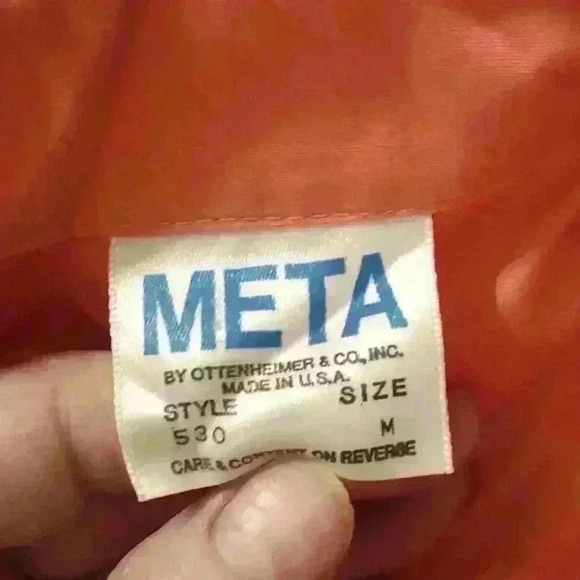 META
BY OTTENHEIMER & CO., INC.
MADE IN U.S.A.
STYLE SIZE
530 M
CARE & ON REVERSE